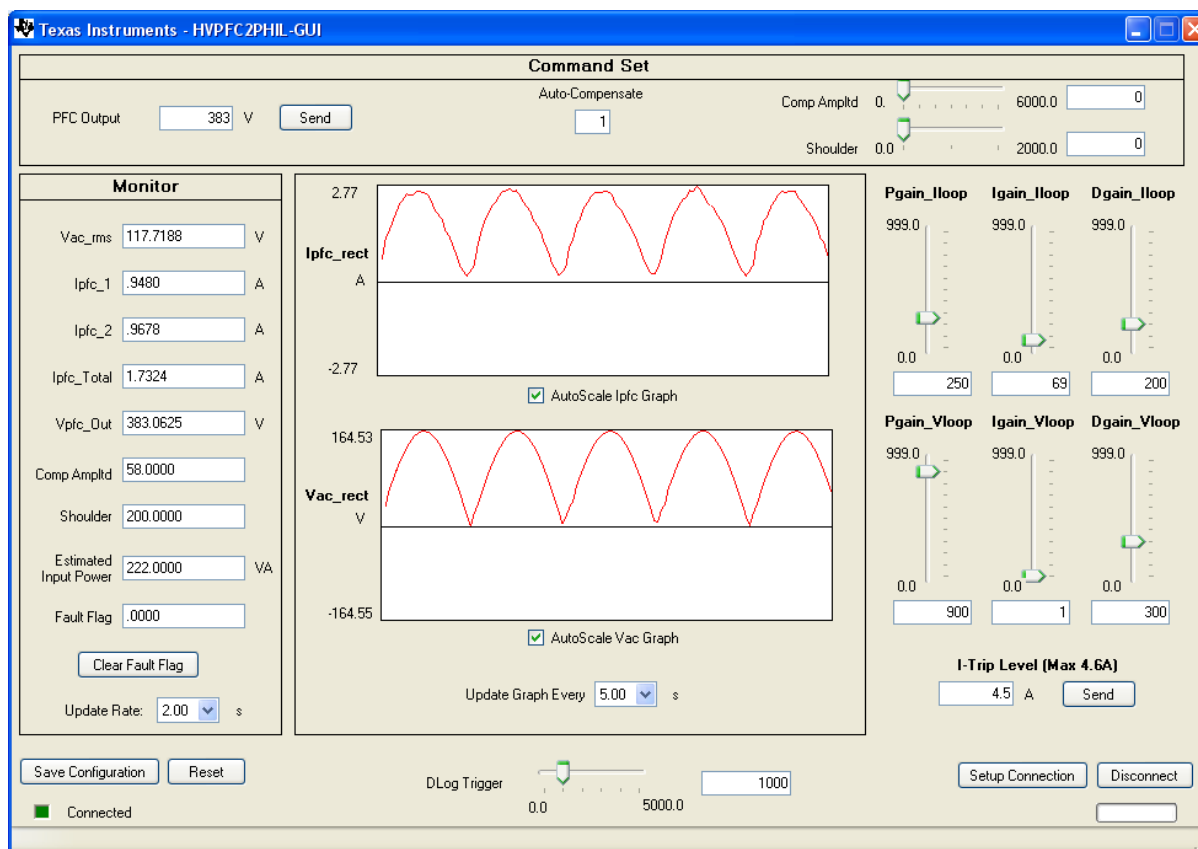 Texas Instruments - HVPFC2PHIL-GUI
Command Set
PFC Output 383 V Send
Auto-Compensate
1
Comp Ampltd 0. 6000.0 0
Shoulder 0.0 2000.0 0
Monitor
Vac_rms 117.7188 V
Ipfc_1 .9480 A
Ipfc_2 .9678 A
Ipfc_Total 1.7324 A
Vpfc_Out 383.0625 V
Comp Ampltd 58.0000
Shoulder 200.0000
Estimated
Input Power 222.0000 VA
Fault Flag .0000
Clear Fault Flag
Update Rate: 2.00 s
2.77
Ipfc_rect
A
-2.77
AutoScale Ipfc Graph
164.53
Vac_rect
V
-164.55
AutoScale Vac Graph
Update Graph Every 5.00 s
Pgain_Iloop Igain_Iloop Dgain_Iloop
999.0 999.0 999.0
0.0 0.0 0.0
250 69 200
Pgain_Vloop Igain_Vloop Dgain_Vloop
999.0 999.0 999.0
0.0 0.0 0.0
900 1 300
I-Trip Level (Max 4.6A)
4.5 A Send
Save Configuration Reset
Connected
DLog Trigger 1000
0.0 5000.0
Setup Connection Disconnect